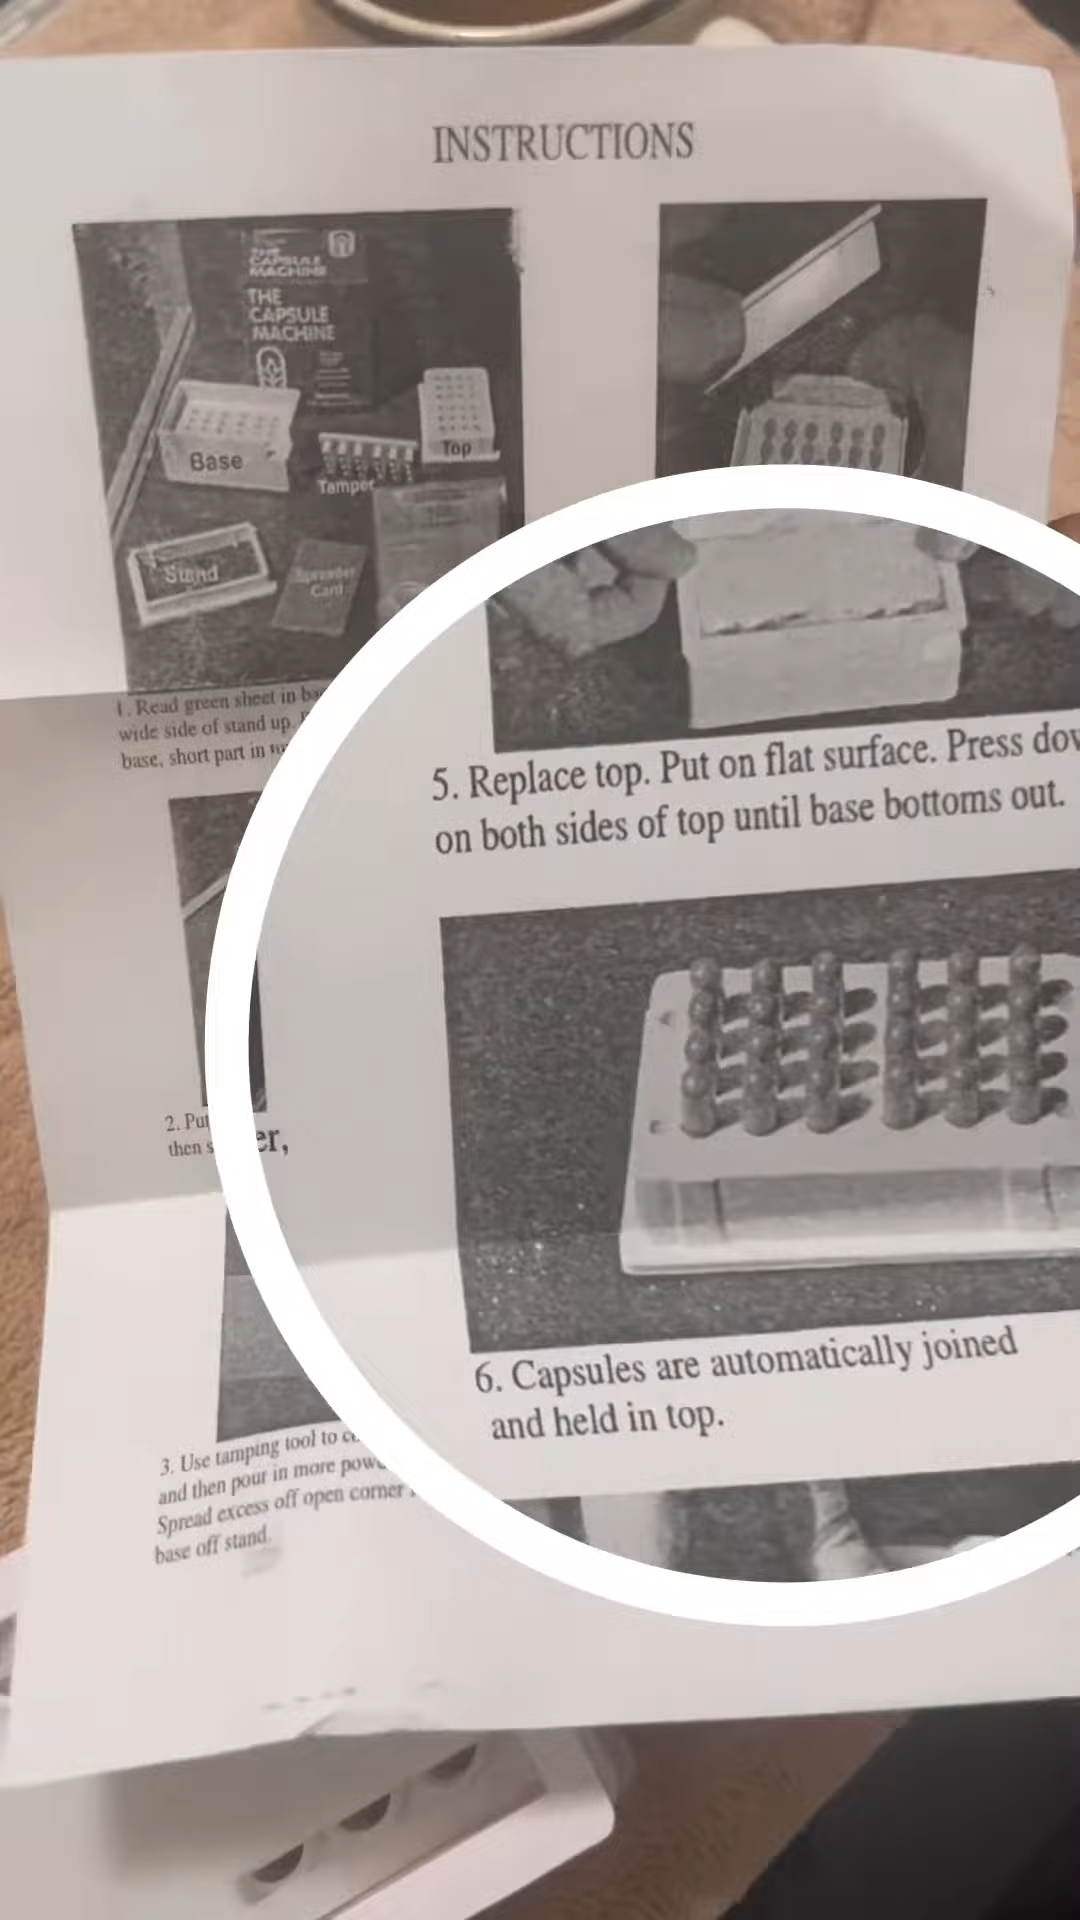 INSTRUCTIONS
THE
CAPSULE
MACHINE
THE
CAPSULE
MACHINE
Base
Tamper
Top
Stand
Spreader
Card
1. Read green sheet in
wide side of stand up.
base, short part in
2. Put
then
er,
3. Use tamping tool to
and then pour in more
Spread excess off open corner
base off stand.
5. Replace top. Put on flat surface. Press
on both sides of top until base bottoms out.
6. Capsules are automatically joined
and held in top.